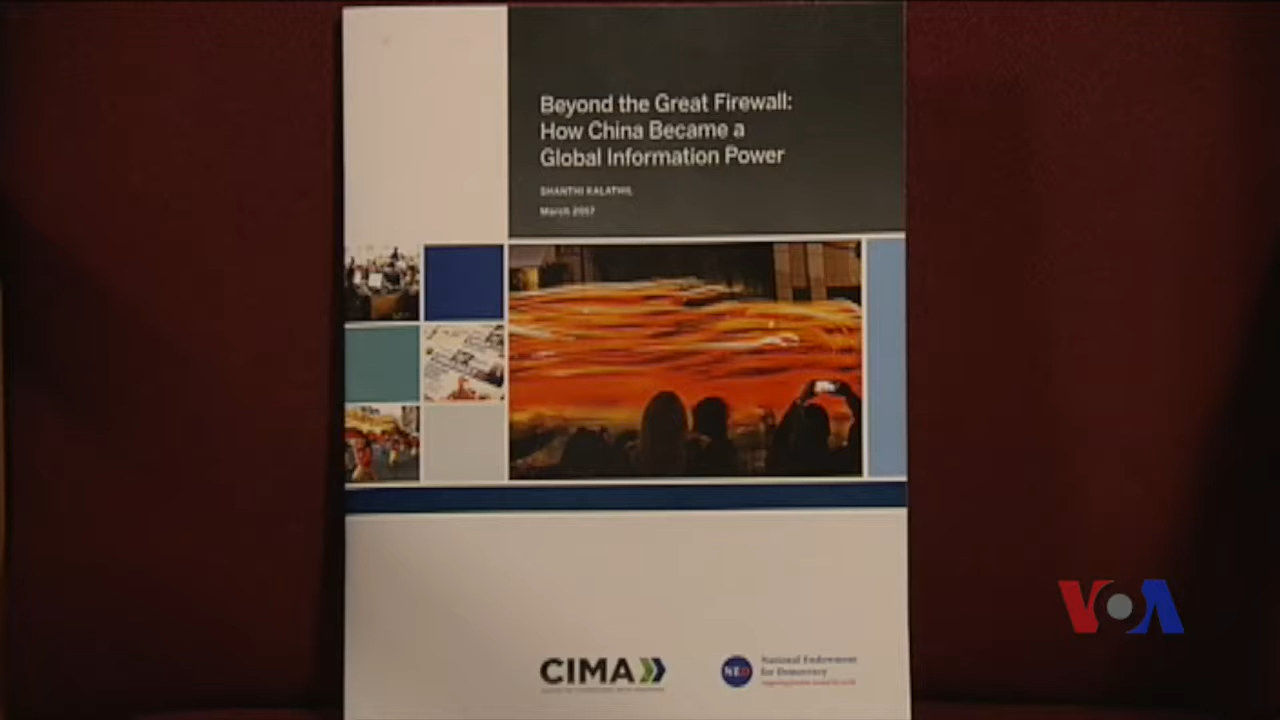 Beyond the Great Firewall:
How China Became a
Global Information Power
SHANTHI KALATHIL
March 2017
CIMA
NED
National Endowment
for Democracy
VOA